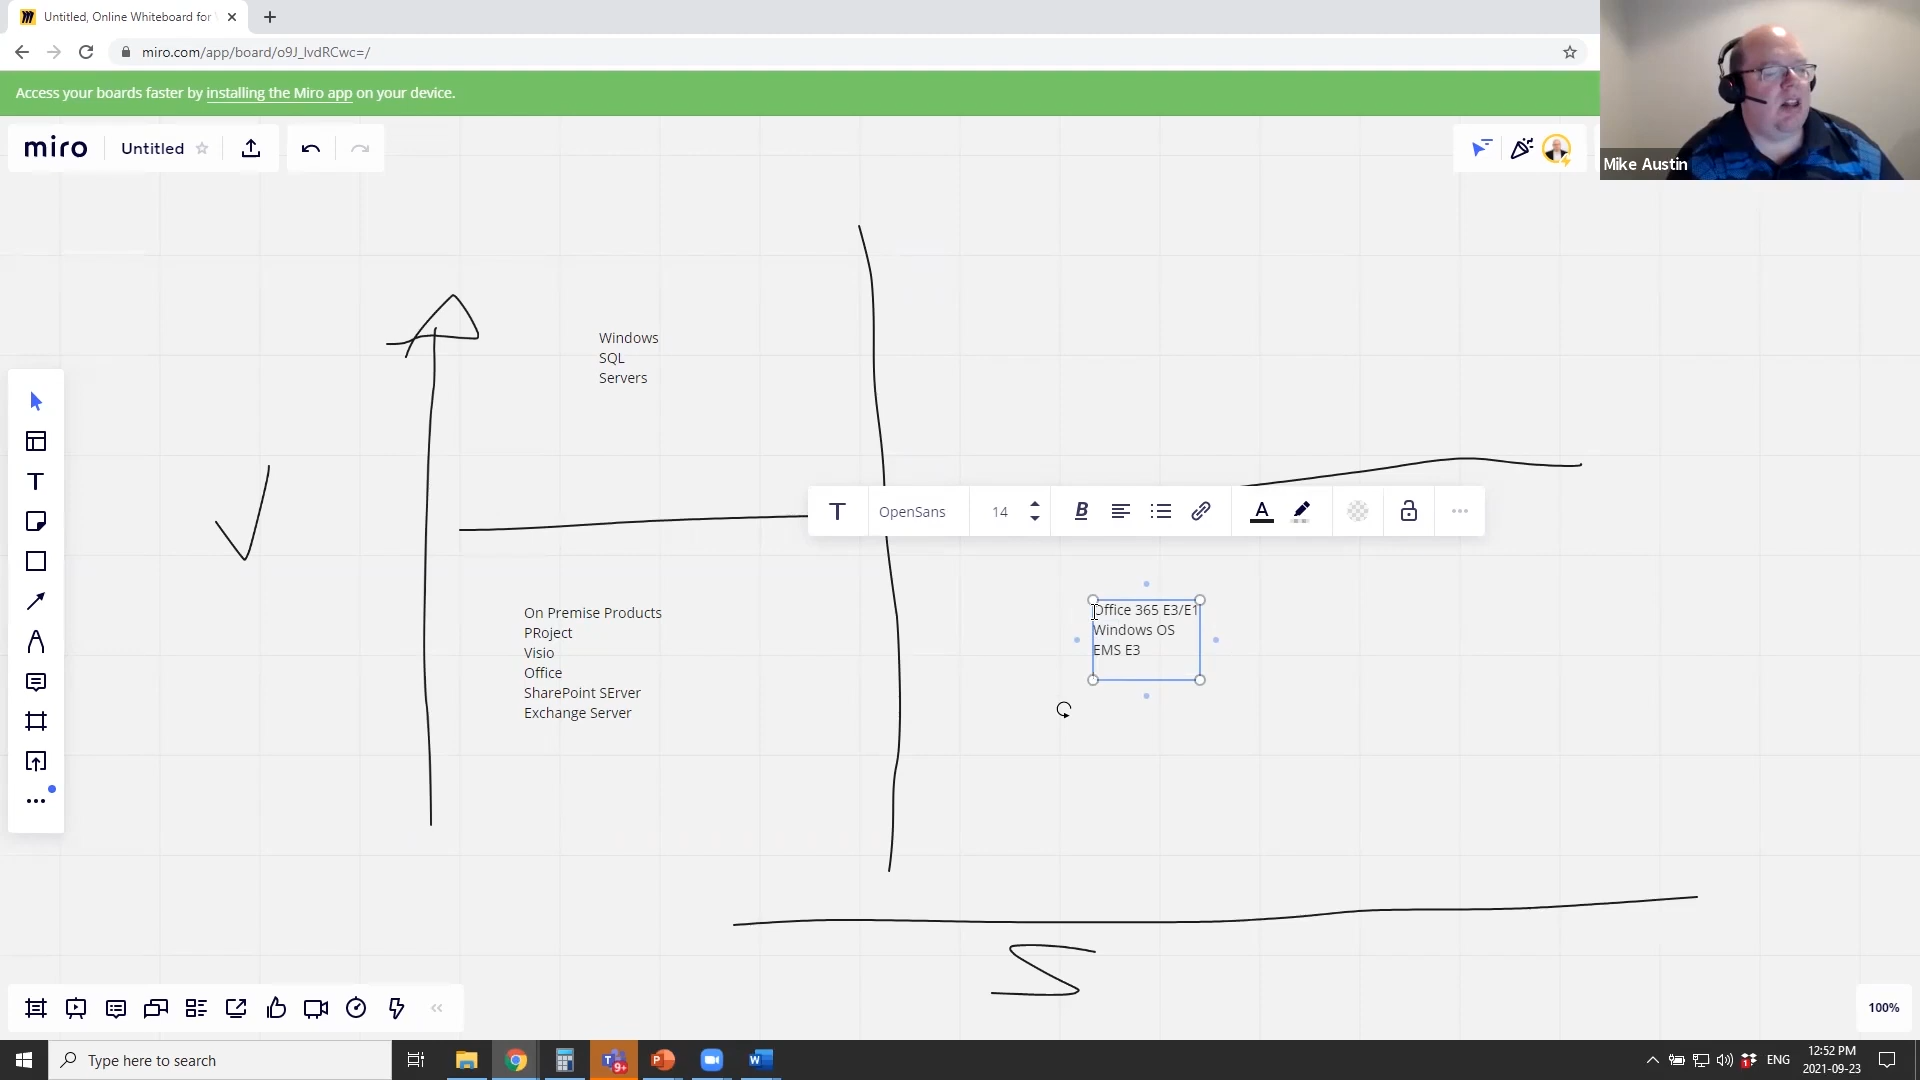 Untitled, Online Whiteboard for
miro.com/app/board/o9J_lvdRCwc=/
Access your boards faster by installing the Miro app on your device.
miro
Untitled
Mike Austin
Windows
SQL
Servers
V
OpenSans
14
B
A
On Premise Products
PRoject
Visio
Office
SharePoint SErver
Exchange Server
Office 365 E3/E1
Windows OS
EMS E3
S
100%
Type here to search
9+
ENG
12:52 PM
2021-09-23